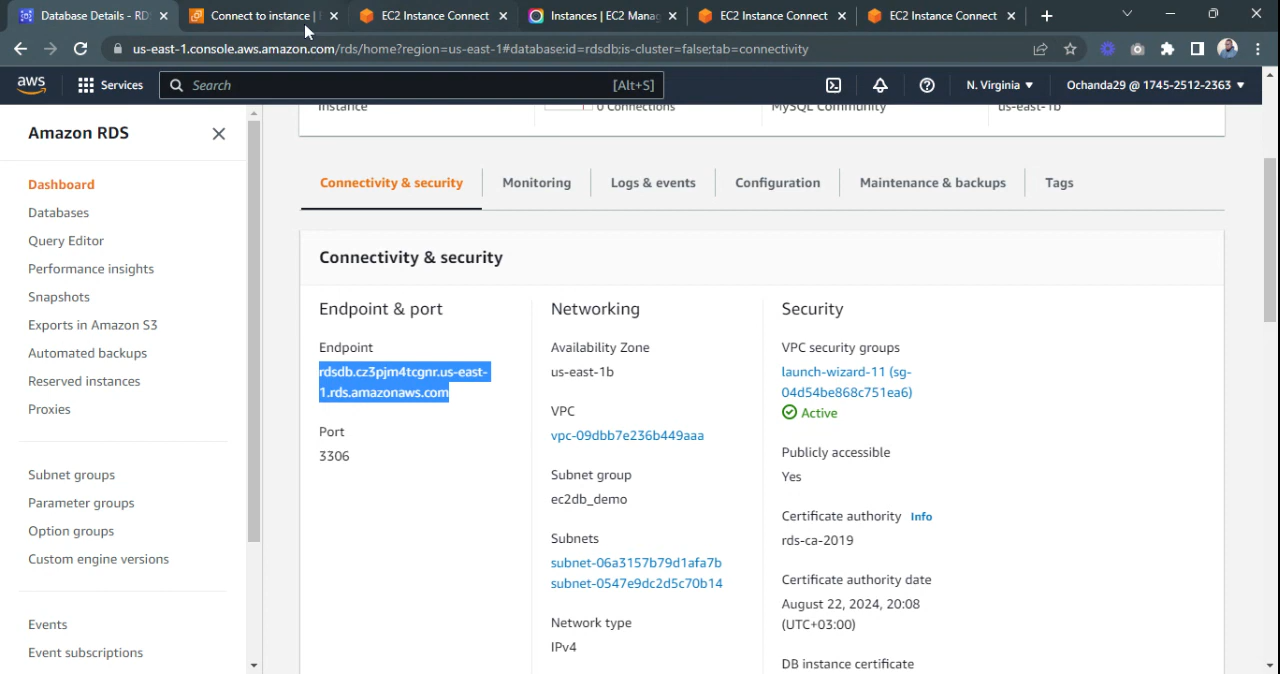 Database Details - RDS
Connect to instance |
EC2 Instance Connect
Instances | EC2 Manag
EC2 Instance Connect
EC2 Instance Connect
us-east-1.console.aws.amazon.com/rds/home?region=us-east-1#database:id=rdsdb;is-cluster=false;tab=connectivity
aws
Services
Search
[Alt+S]
N. Virginia
Ochanda29 @ 1745-2512-2363
Amazon RDS
Dashboard
Databases
Query Editor
Performance insights
Snapshots
Exports in Amazon S3
Automated backups
Reserved instances
Proxies
Subnet groups
Parameter groups
Option groups
Custom engine versions
Events
Event subscriptions
Instance
0 Connections
MySQL Community
us-east-1b
Connectivity & security
Monitoring
Logs & events
Configuration
Maintenance & backups
Tags
Connectivity & security
Endpoint & port
Endpoint
rdsdb.cz3pjm4tcgnr.us-east-
1.rds.amazonaws.com
Port
3306
Networking
Availability Zone
us-east-1b
VPC
vpc-09dbb7e236b449aaa
Subnet group
ec2db_demo
Subnets
subnet-06a3157b79d1afa7b
subnet-0547e9dc2d5c70b14
Network type
IPv4
Security
VPC security groups
launch-wizard-11 (sg-
04d54be868c751ea6)
Active
Publicly accessible
Yes
Certificate authority Info
rds-ca-2019
Certificate authority date
August 22, 2024, 20:08
(UTC+03:00)
DB instance certificate